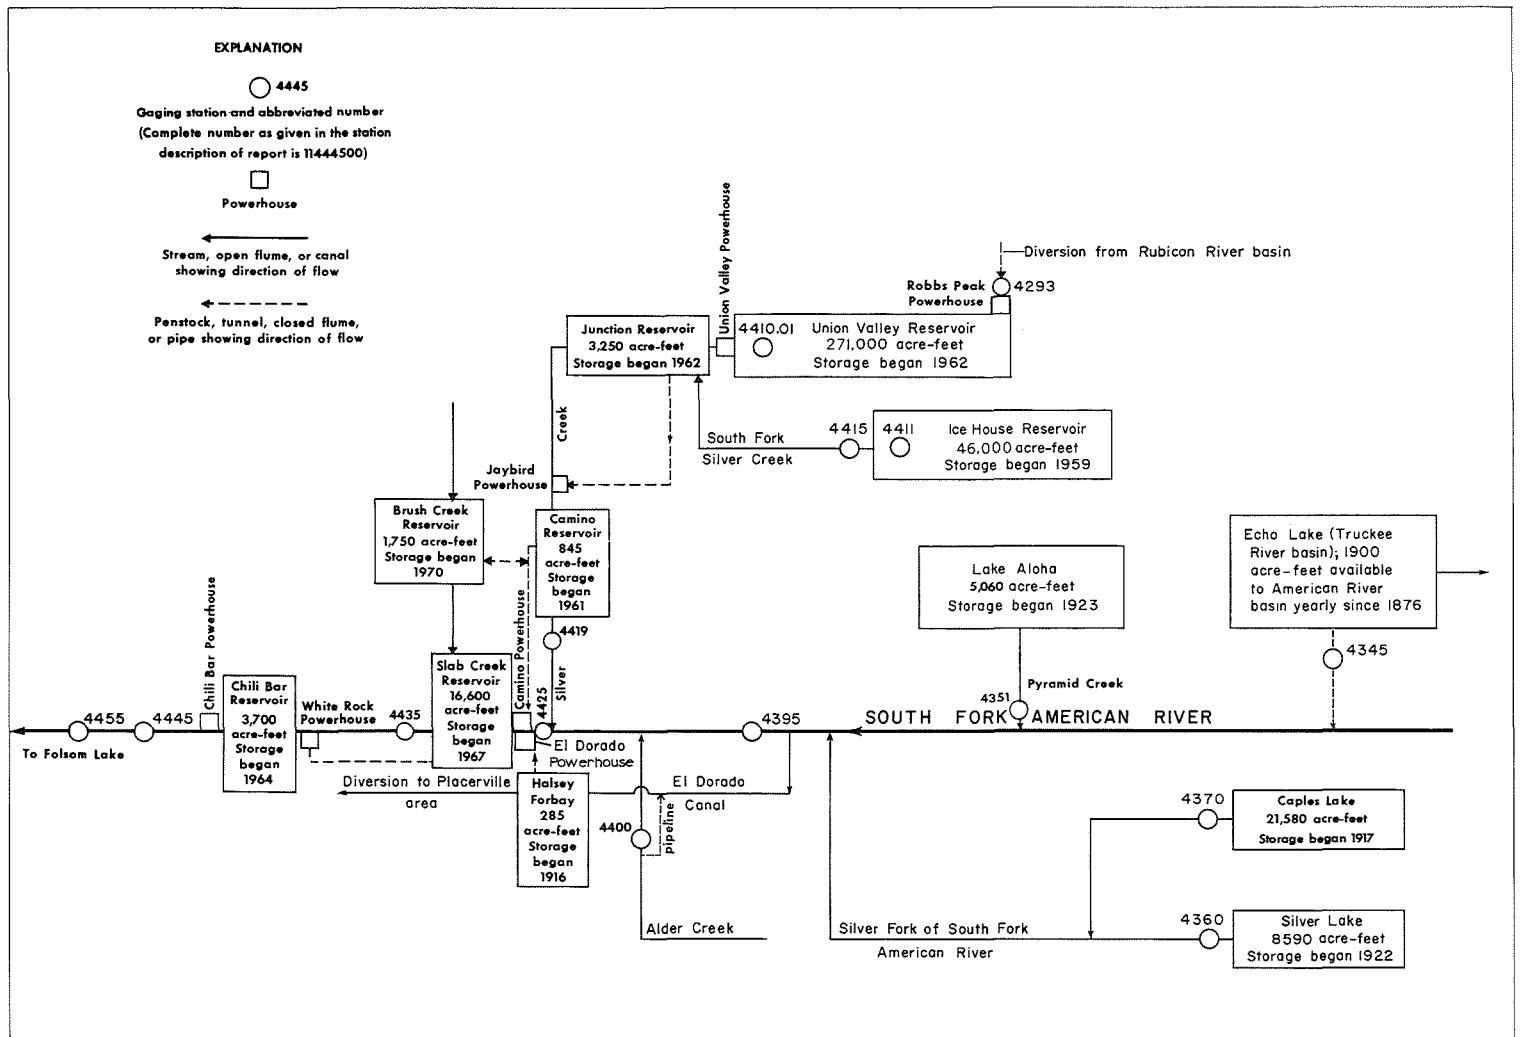 EXPLANATION
4445
Gaging station and abbreviated number
(Complete number as given in the station
description of report is 11444500)
Powerhouse
Stream, open flume, or canal
showing direction of flow
Penstock, tunnel, closed flume,
or pipe showing direction of flow
Union Valley Powerhouse
Diversion from Rubicon River basin
Robbs Peak
Powerhouse
4293
Junction Reservoir
3,250 acre-feet
Storage began 1962
4410.01
Union Valley Reservoir
271,000 acre-feet
Storage began 1962
Creek
South Fork
Silver Creek
4415
4411
Ice House Reservoir
46,000 acre-feet
Storage began 1959
Jaybird
Powerhouse
Brush Creek
Reservoir
1,750 acre-feet
Storage began
1970
Camino
Reservoir
845
acre-feet
Storage
began
1961
Lake Aloha
5,060 acre-feet
Storage began 1923
Echo Lake (Truckee
River basin); 1900
acre-feet available
to American River
basin yearly since 1876
Chili Bar Powerhouse
Camino Powerhouse
4419
Silver
4425
4345
Pyramid Creek
4351
Chili Bar
Reservoir
3,700
acre-feet
Storage
began
1964
White Rock
Powerhouse
Slab Creek
Reservoir
16,600
acre-feet
Storage
began
1967
4455
4445
4435
4395
SOUTH FORK AMERICAN RIVER
To Folsom Lake
El Dorado
Powerhouse
Diversion to Placerville
area
Halsey
Forbay
285
acre-feet
Storage
began
1916
El Dorado
Canal
4400
pipeline
4370
Caples Lake
21,580 acre-feet
Storage began 1917
Alder Creek
Silver Fork of South Fork
American River
4360
Silver Lake
8590 acre-feet
Storage began 1922